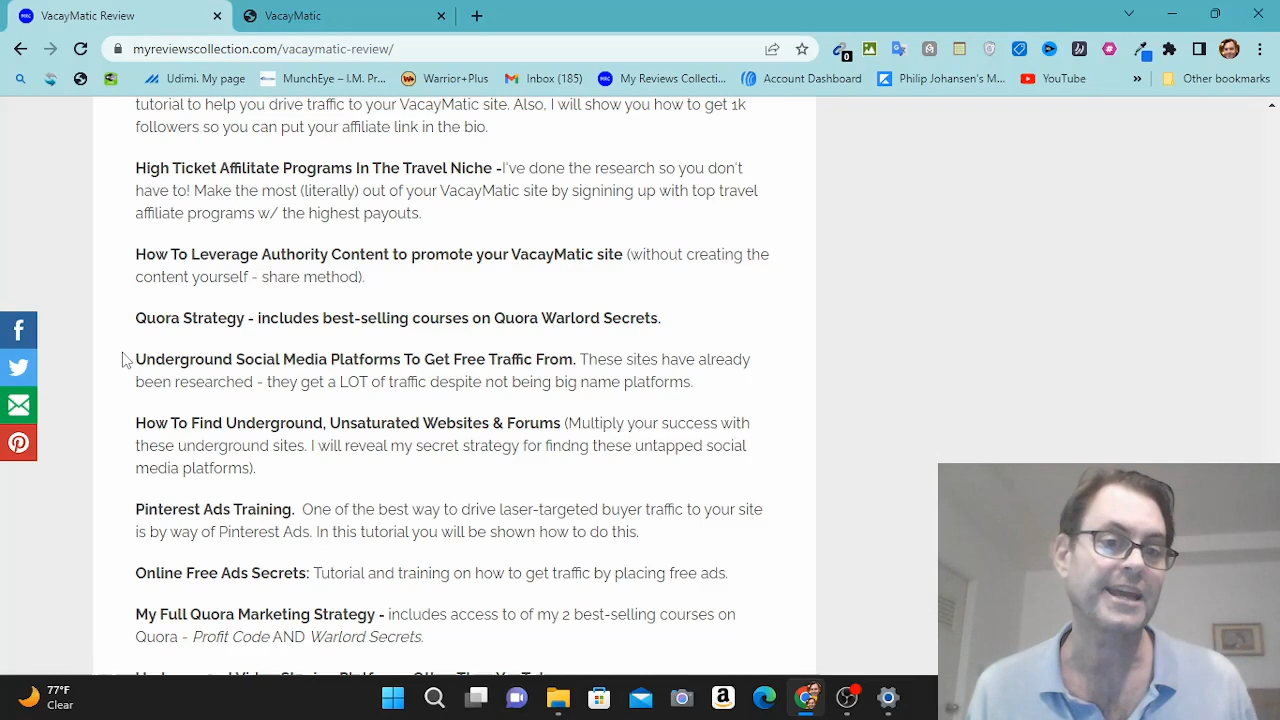 VacayMatic Review
VacayMatic
myreviewscollection.com/vacaymatic-review/
0
Udimi. My page
MunchEye – I.M. Pr...
Warrior+Plus
Inbox (185)
My Reviews Collecti...
Account Dashboard
Philip Johansen's M...
YouTube
Other bookmarks
tutorial to help you drive traffic to your VacayMatic site. Also, I will show you how to get 1k
followers so you can put your affiliate link in the bio.
High Ticket Affilitate Programs In The Travel Niche -I've done the research so you don't
have to! Make the most (literally) out of your VacayMatic site by signining up with top travel
affiliate programs w/ the highest payouts.
How To Leverage Authority Content to promote your VacayMatic site (without creating the
content yourself - share method).
Quora Strategy - includes best-selling courses on Quora Warlord Secrets.
Underground Social Media Platforms To Get Free Traffic From. These sites have already
been researched - they get a LOT of traffic despite not being big name platforms.
How To Find Underground, Unsaturated Websites & Forums (Multiply your success with
these underground sites. I will reveal my secret strategy for findng these untapped social
media platforms).
Pinterest Ads Training. One of the best way to drive laser-targeted buyer traffic to your site
is by way of Pinterest Ads. In this tutorial you will be shown how to do this.
Online Free Ads Secrets: Tutorial and training on how to get traffic by placing free ads.
My Full Quora Marketing Strategy - includes access to of my 2 best-selling courses on
Quora - Profit Code AND Warlord Secrets.
77°F
Clear